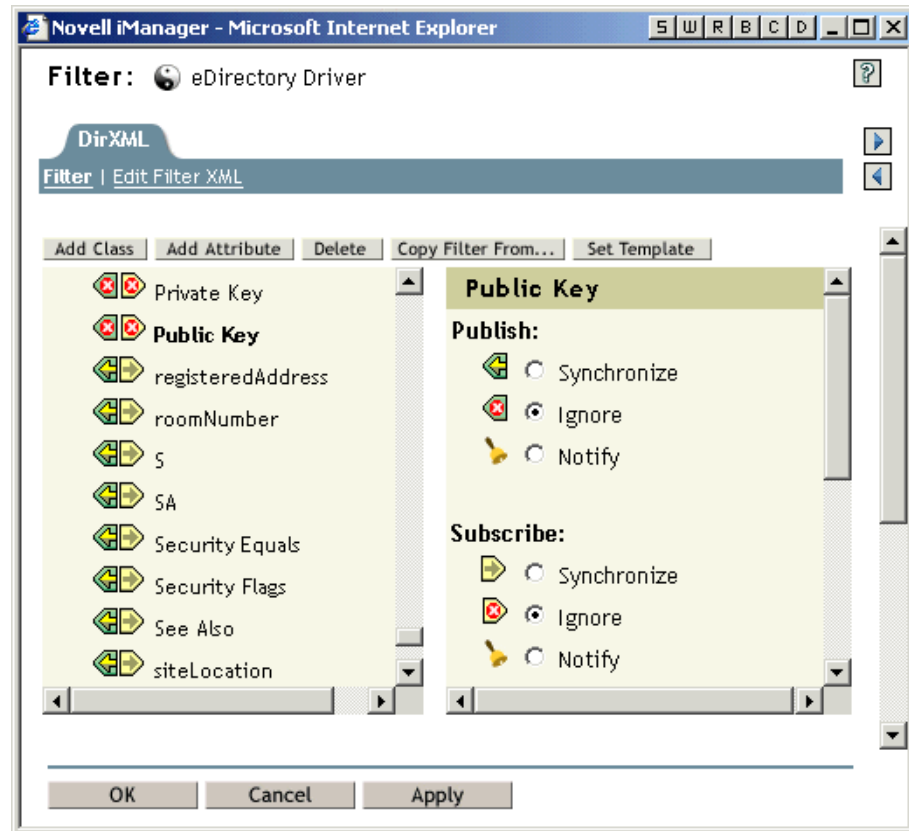 Novell iManager - Microsoft Internet Explorer S W R B C D
Filter: eDirectory Driver
DirXML
Filter | Edit Filter XML
Add Class Add Attribute Delete Copy Filter From... Set Template
Private Key
Public Key
registeredAddress
roomNumber
S
SA
Security Equals
Security Flags
See Also
siteLocation
Public Key
Publish:
Synchronize
Ignore
Notify
Subscribe:
Synchronize
Ignore
Notify
OK Cancel Apply